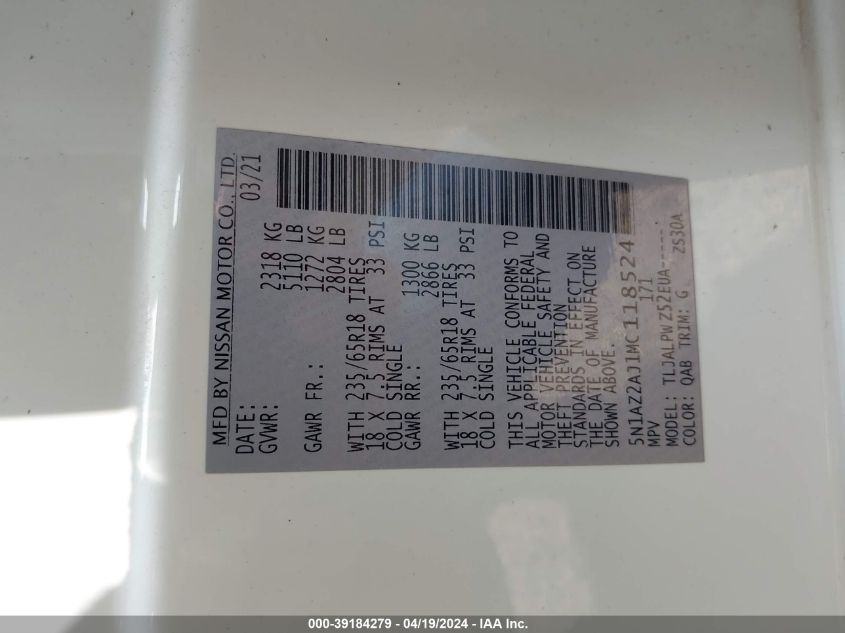 MFD BY NISSAN MOTOR CO., LTD.
DATE: 03/21
GVWR: 2318 KG
5110 LB
GAWR FR.: 1272 KG
2804 LB
WITH 235/65R18 TIRES
18 X 7.5 RIMS AT 33 PSI
COLD SINGLE
GAWR RR.: 1300 KG
2866 LB
WITH 235/65R18 TIRES
18 X 7.5 RIMS AT 33 PSI
COLD SINGLE
THIS VEHICLE CONFORMS TO
ALL APPLICABLE FEDERAL
MOTOR VEHICLE SAFETY AND
THEFT PREVENTION
STANDARDS IN EFFECT ON
THE DATE OF MANUFACTURE
SHOWN ABOVE.
5N1AZ2AJ1MC118524
MPV 171
MODEL: TLJALPWZ52EUA-----
COLOR: QAB TRIM: G ZS30A
000-39184279 - 04/19/2024 - IAA Inc.